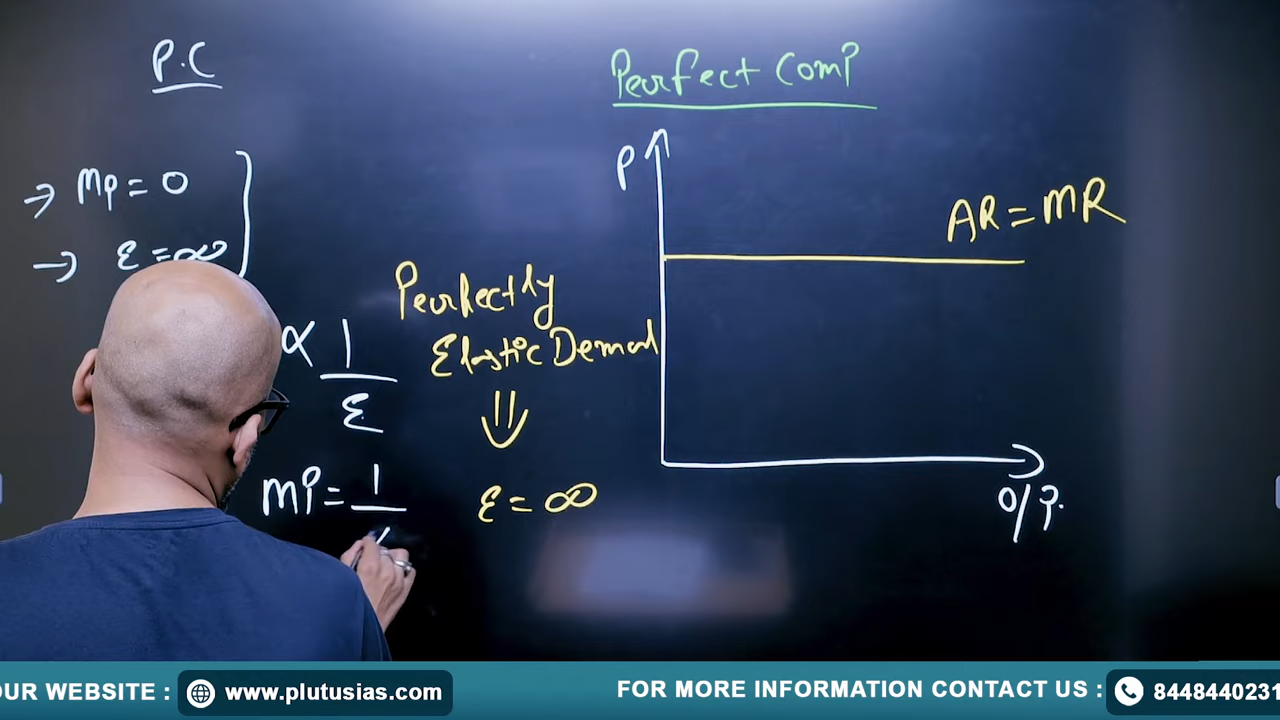 P.C
→ MP = 0
→ ε = ∞
∝ 1
ε
MP = 1
Perfectly
Elastic Demand
⇓
ε = ∞
Perfect Comp
P
AR = MR
O/P.
OUR WEBSITE : www.plutusias.com
FOR MORE INFORMATION CONTACT US : 8448440231